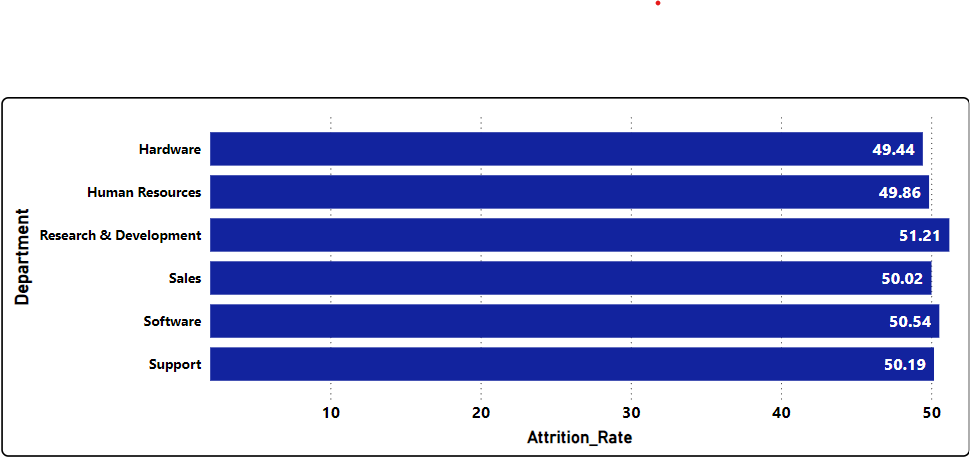 Department
Hardware 49.44
Human Resources 49.86
Research & Development 51.21
Sales 50.02
Software 50.54
Support 50.19
10 20 30 40 50
Attrition_Rate